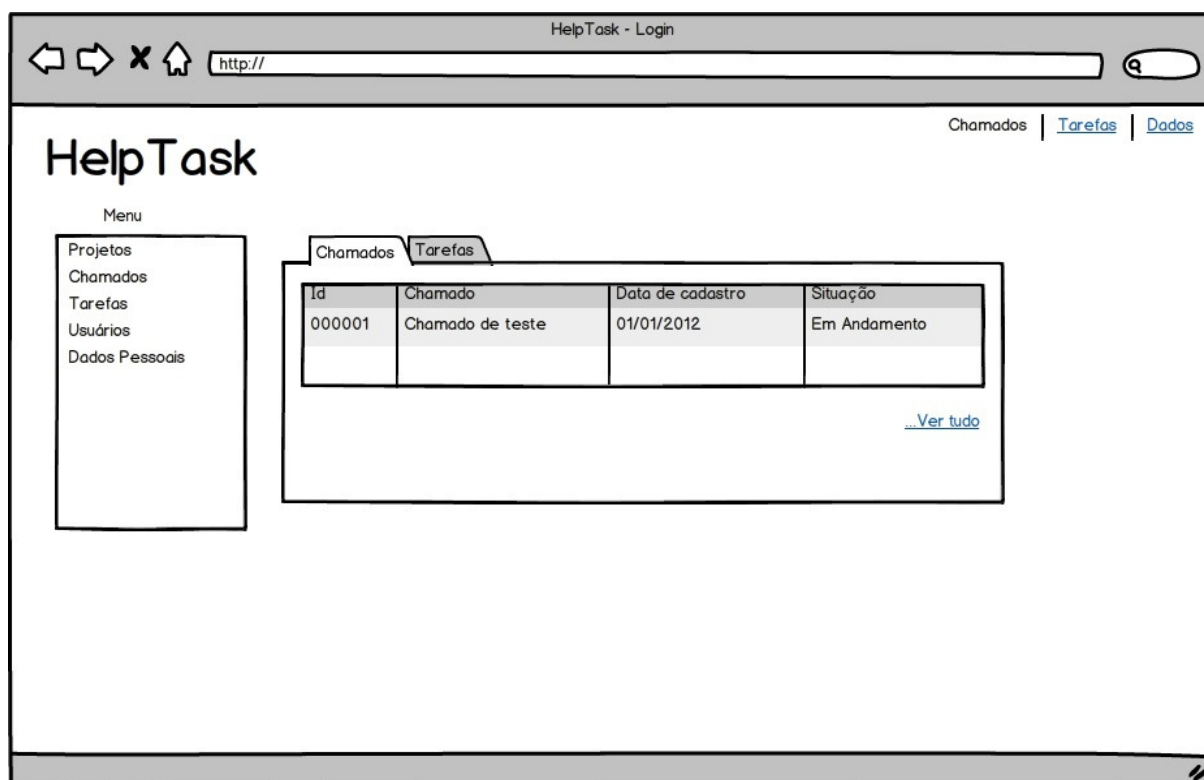 HelpTask - Login
http://
Chamados Tarefas Dados
HelpTask
Menu
Projetos
Chamados
Tarefas
Usuários
Dados Pessoais
Chamados Tarefas
Id Chamado Data de cadastro Situação
000001 Chamado de teste 01/01/2012 Em Andamento
...Ver tudo